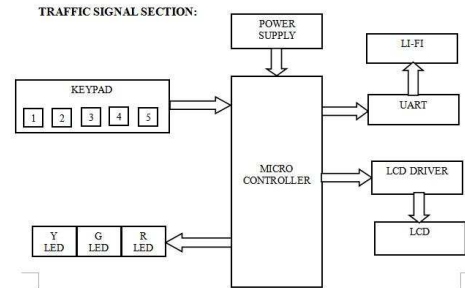 TRAFFIC SIGNAL SECTION:
POWER
SUPPLY
LI-FI
KEYPAD
1 2 3 4 5
UART
MICRO
CONTROLLER
LCD DRIVER
LCD
Y
LED
G
LED
R
LED